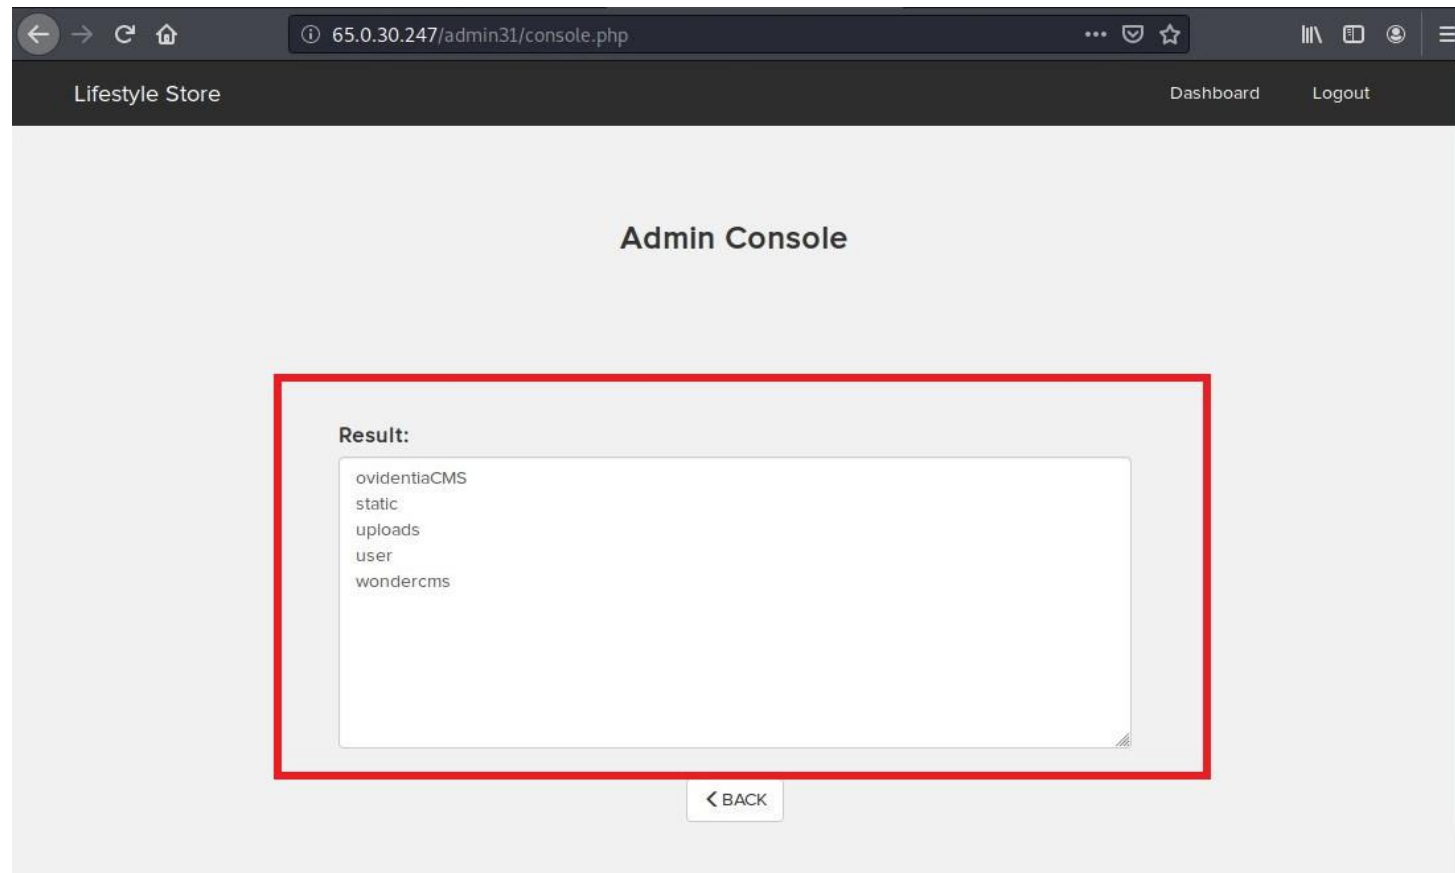 65.0.30.247/admin31/console.php
Lifestyle Store Dashboard Logout
Admin Console
Result:
ovidentiaCMS
static
uploads
user
wondercms
BACK